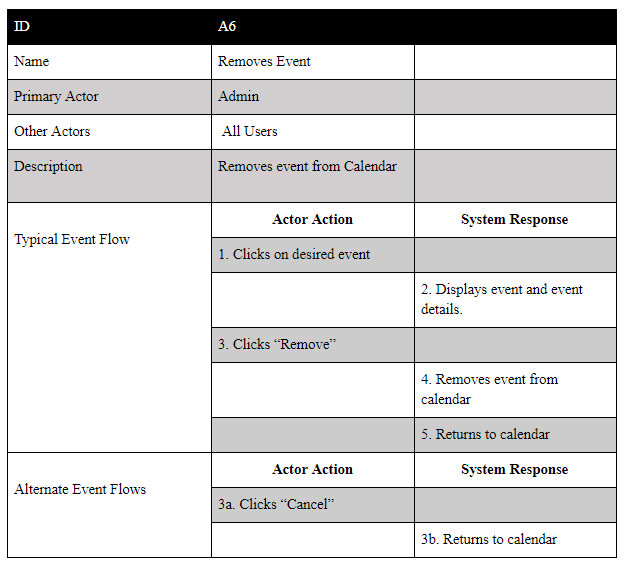 ID A6
Name Removes Event
Primary Actor Admin
Other Actors All Users
Description Removes event from Calendar
Typical Event Flow
Actor Action System Response
1. Clicks on desired event
2. Displays event and event
details.
3. Clicks “Remove”
4. Removes event from
calendar
5. Returns to calendar
Alternate Event Flows
Actor Action System Response
3a. Clicks “Cancel”
3b. Returns to calendar